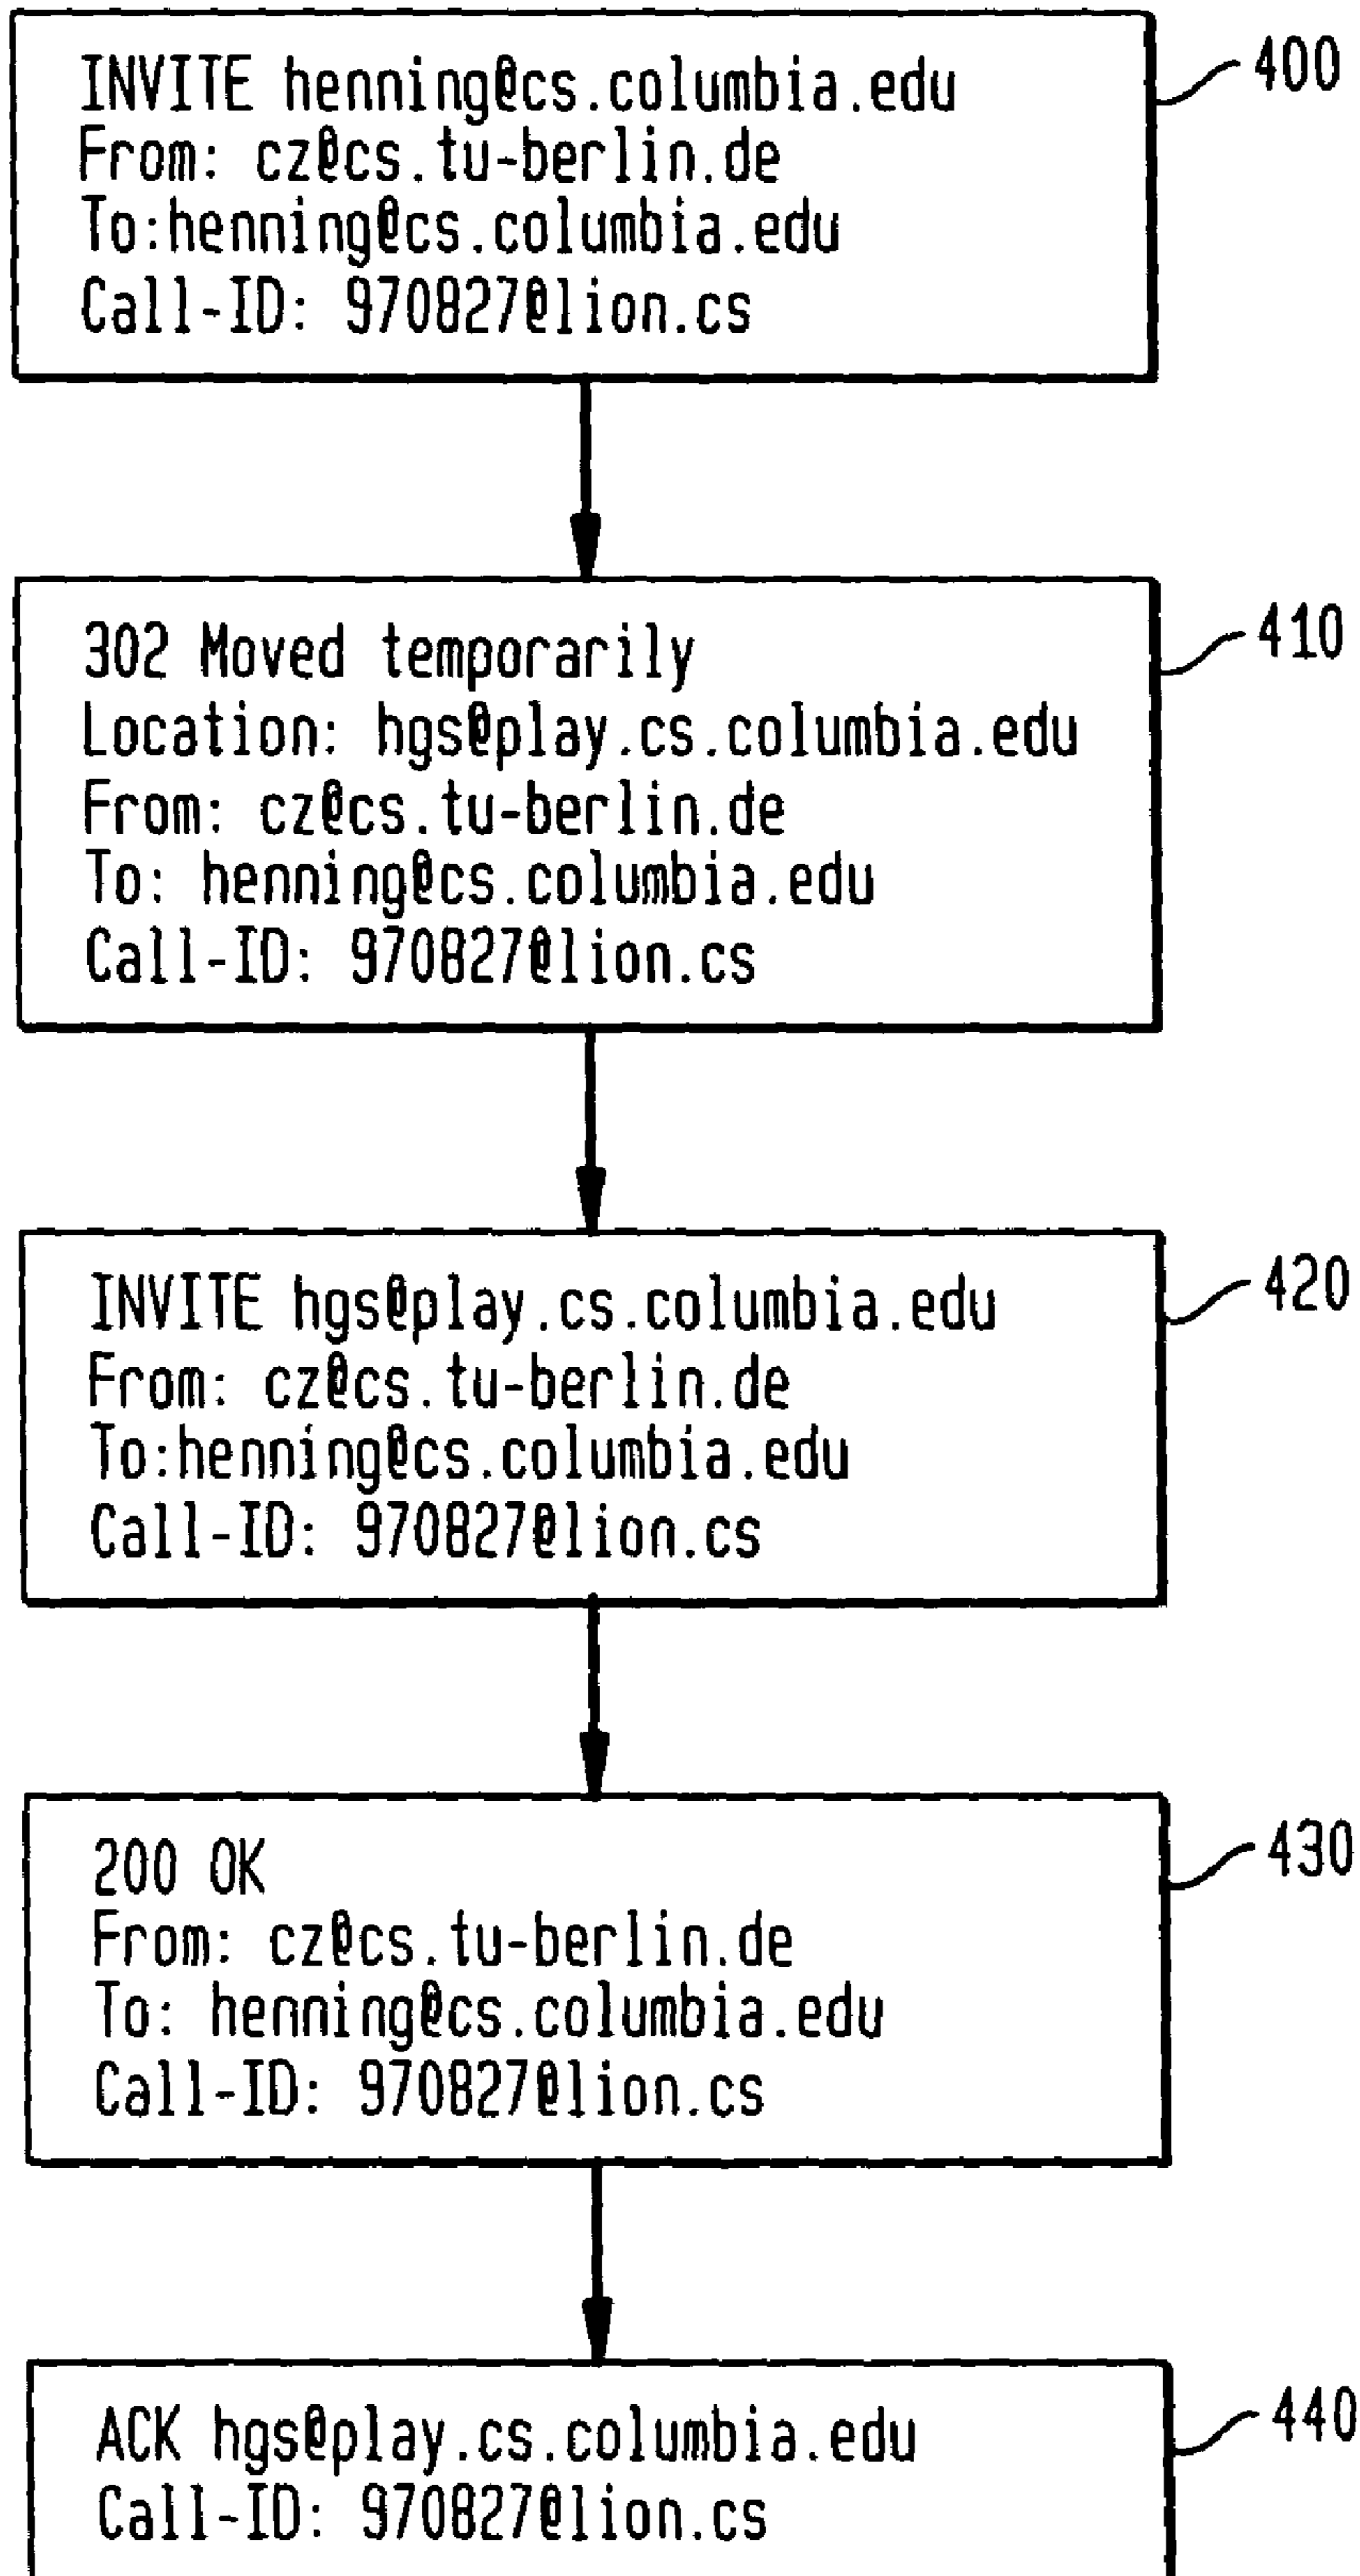 INVITE henning@cs.columbia.edu
From: cz@cs.tu-berlin.de
To:henning@cs.columbia.edu
Call-ID: 970827@lion.cs
400
302 Moved temporarily
Location: hgs@play.cs.columbia.edu
From: cz@cs.tu-berlin.de
To: henning@cs.columbia.edu
Call-ID: 970827@lion.cs
410
INVITE hgs@play.cs.columbia.edu
From: cz@cs.tu-berlin.de
To:henning@cs.columbia.edu
Call-ID: 970827@lion.cs
420
200 OK
From: cz@cs.tu-berlin.de
To: henning@cs.columbia.edu
Call-ID: 970827@lion.cs
430
ACK hgs@play.cs.columbia.edu
Call-ID: 970827@lion.cs
440